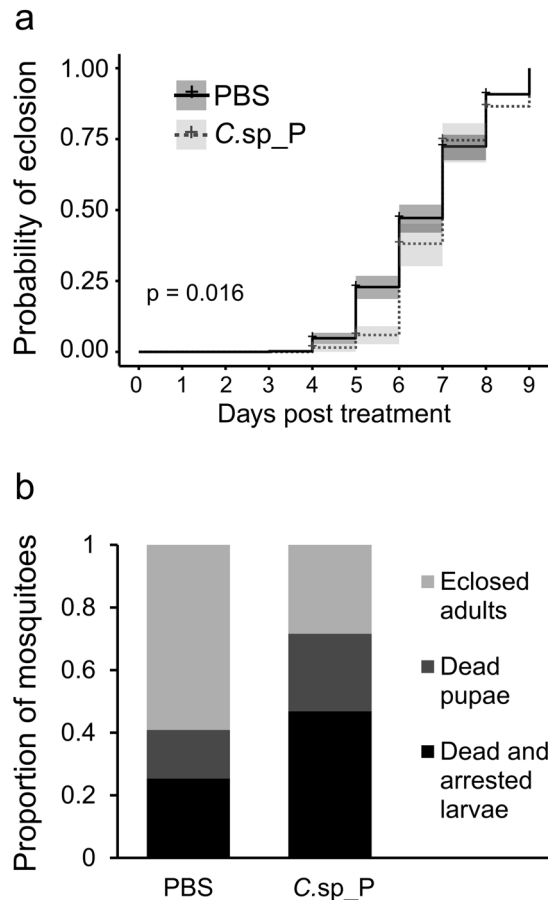 a
Probability of eclosion
1.00
0.75
0.50
0.25
0.00
PBS
C.sp_P
p = 0.016
0 1 2 3 4 5 6 7 8 9
Days post treatment
b
Proportion of mosquitoes
1
0.8
0.6
0.4
0.2
0
PBS C.sp_P
Eclosed
adults
Dead
pupae
Dead and
arrested
larvae